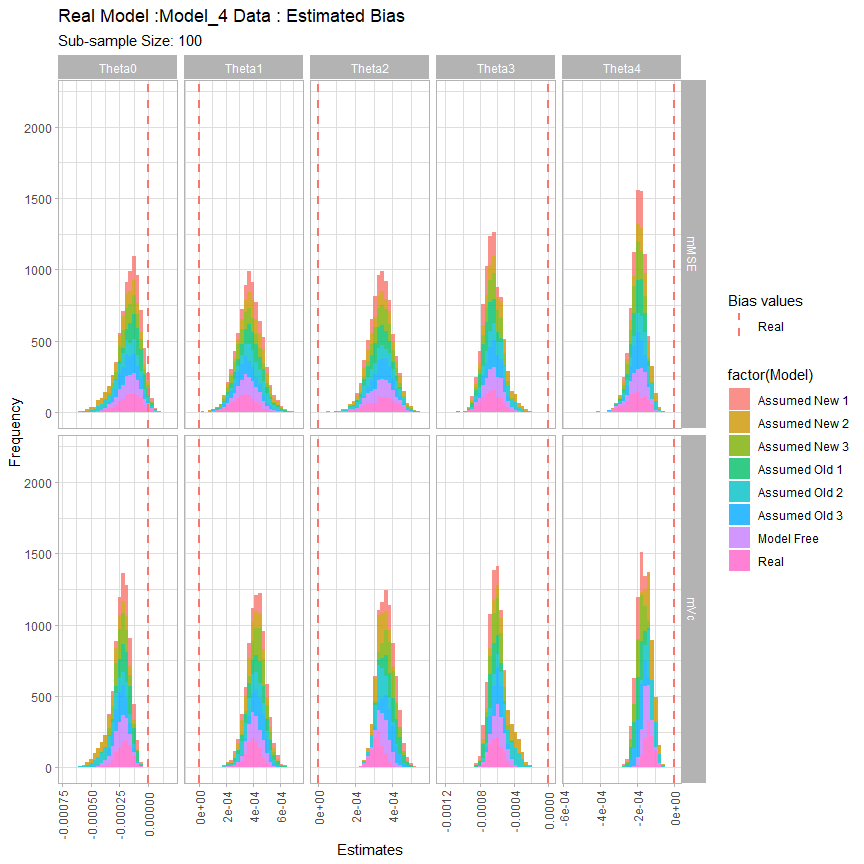 Real Model :Model_4 Data : Estimated Bias
Sub-sample Size: 100
Theta0 Theta1 Theta2 Theta3 Theta4
2000
1500
1000
500
0
mMSE
2000
1500
1000
500
0
mVc
Frequency
-0.00075 -0.00050 -0.00025 0.00000
0e+00 2e-04 4e-04 6e-04
0e+00 2e-04 4e-04
-0.0012 -0.0008 -0.0004 0.0000
-6e-04 -4e-04 -2e-04 0e+00
Estimates
Bias values
Real
factor(Model)
Assumed New 1
Assumed New 2
Assumed New 3
Assumed Old 1
Assumed Old 2
Assumed Old 3
Model Free
Real